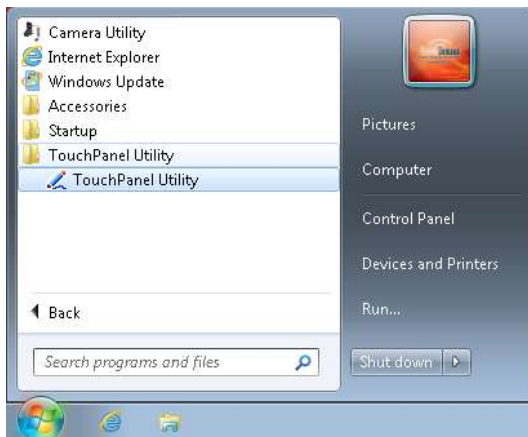 Camera Utility
Internet Explorer
Windows Update
Accessories
Startup
TouchPanel Utility
TouchPanel Utility
Back
Search programs and files
Pictures
Computer
Control Panel
Devices and Printers
Run...
Shut down